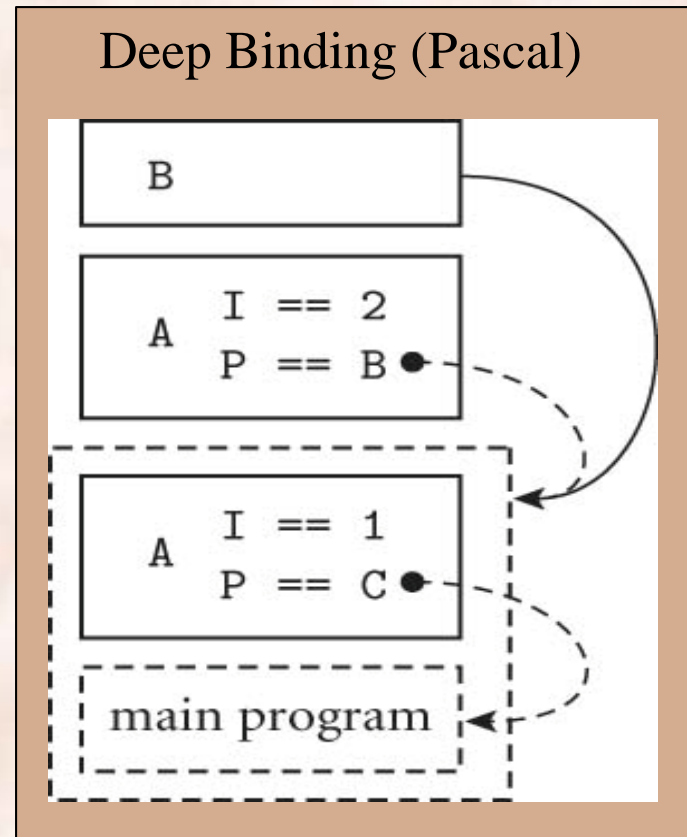 Deep Binding (Pascal)
B
A
I == 2
P == B
A
I == 1
P == C
main program